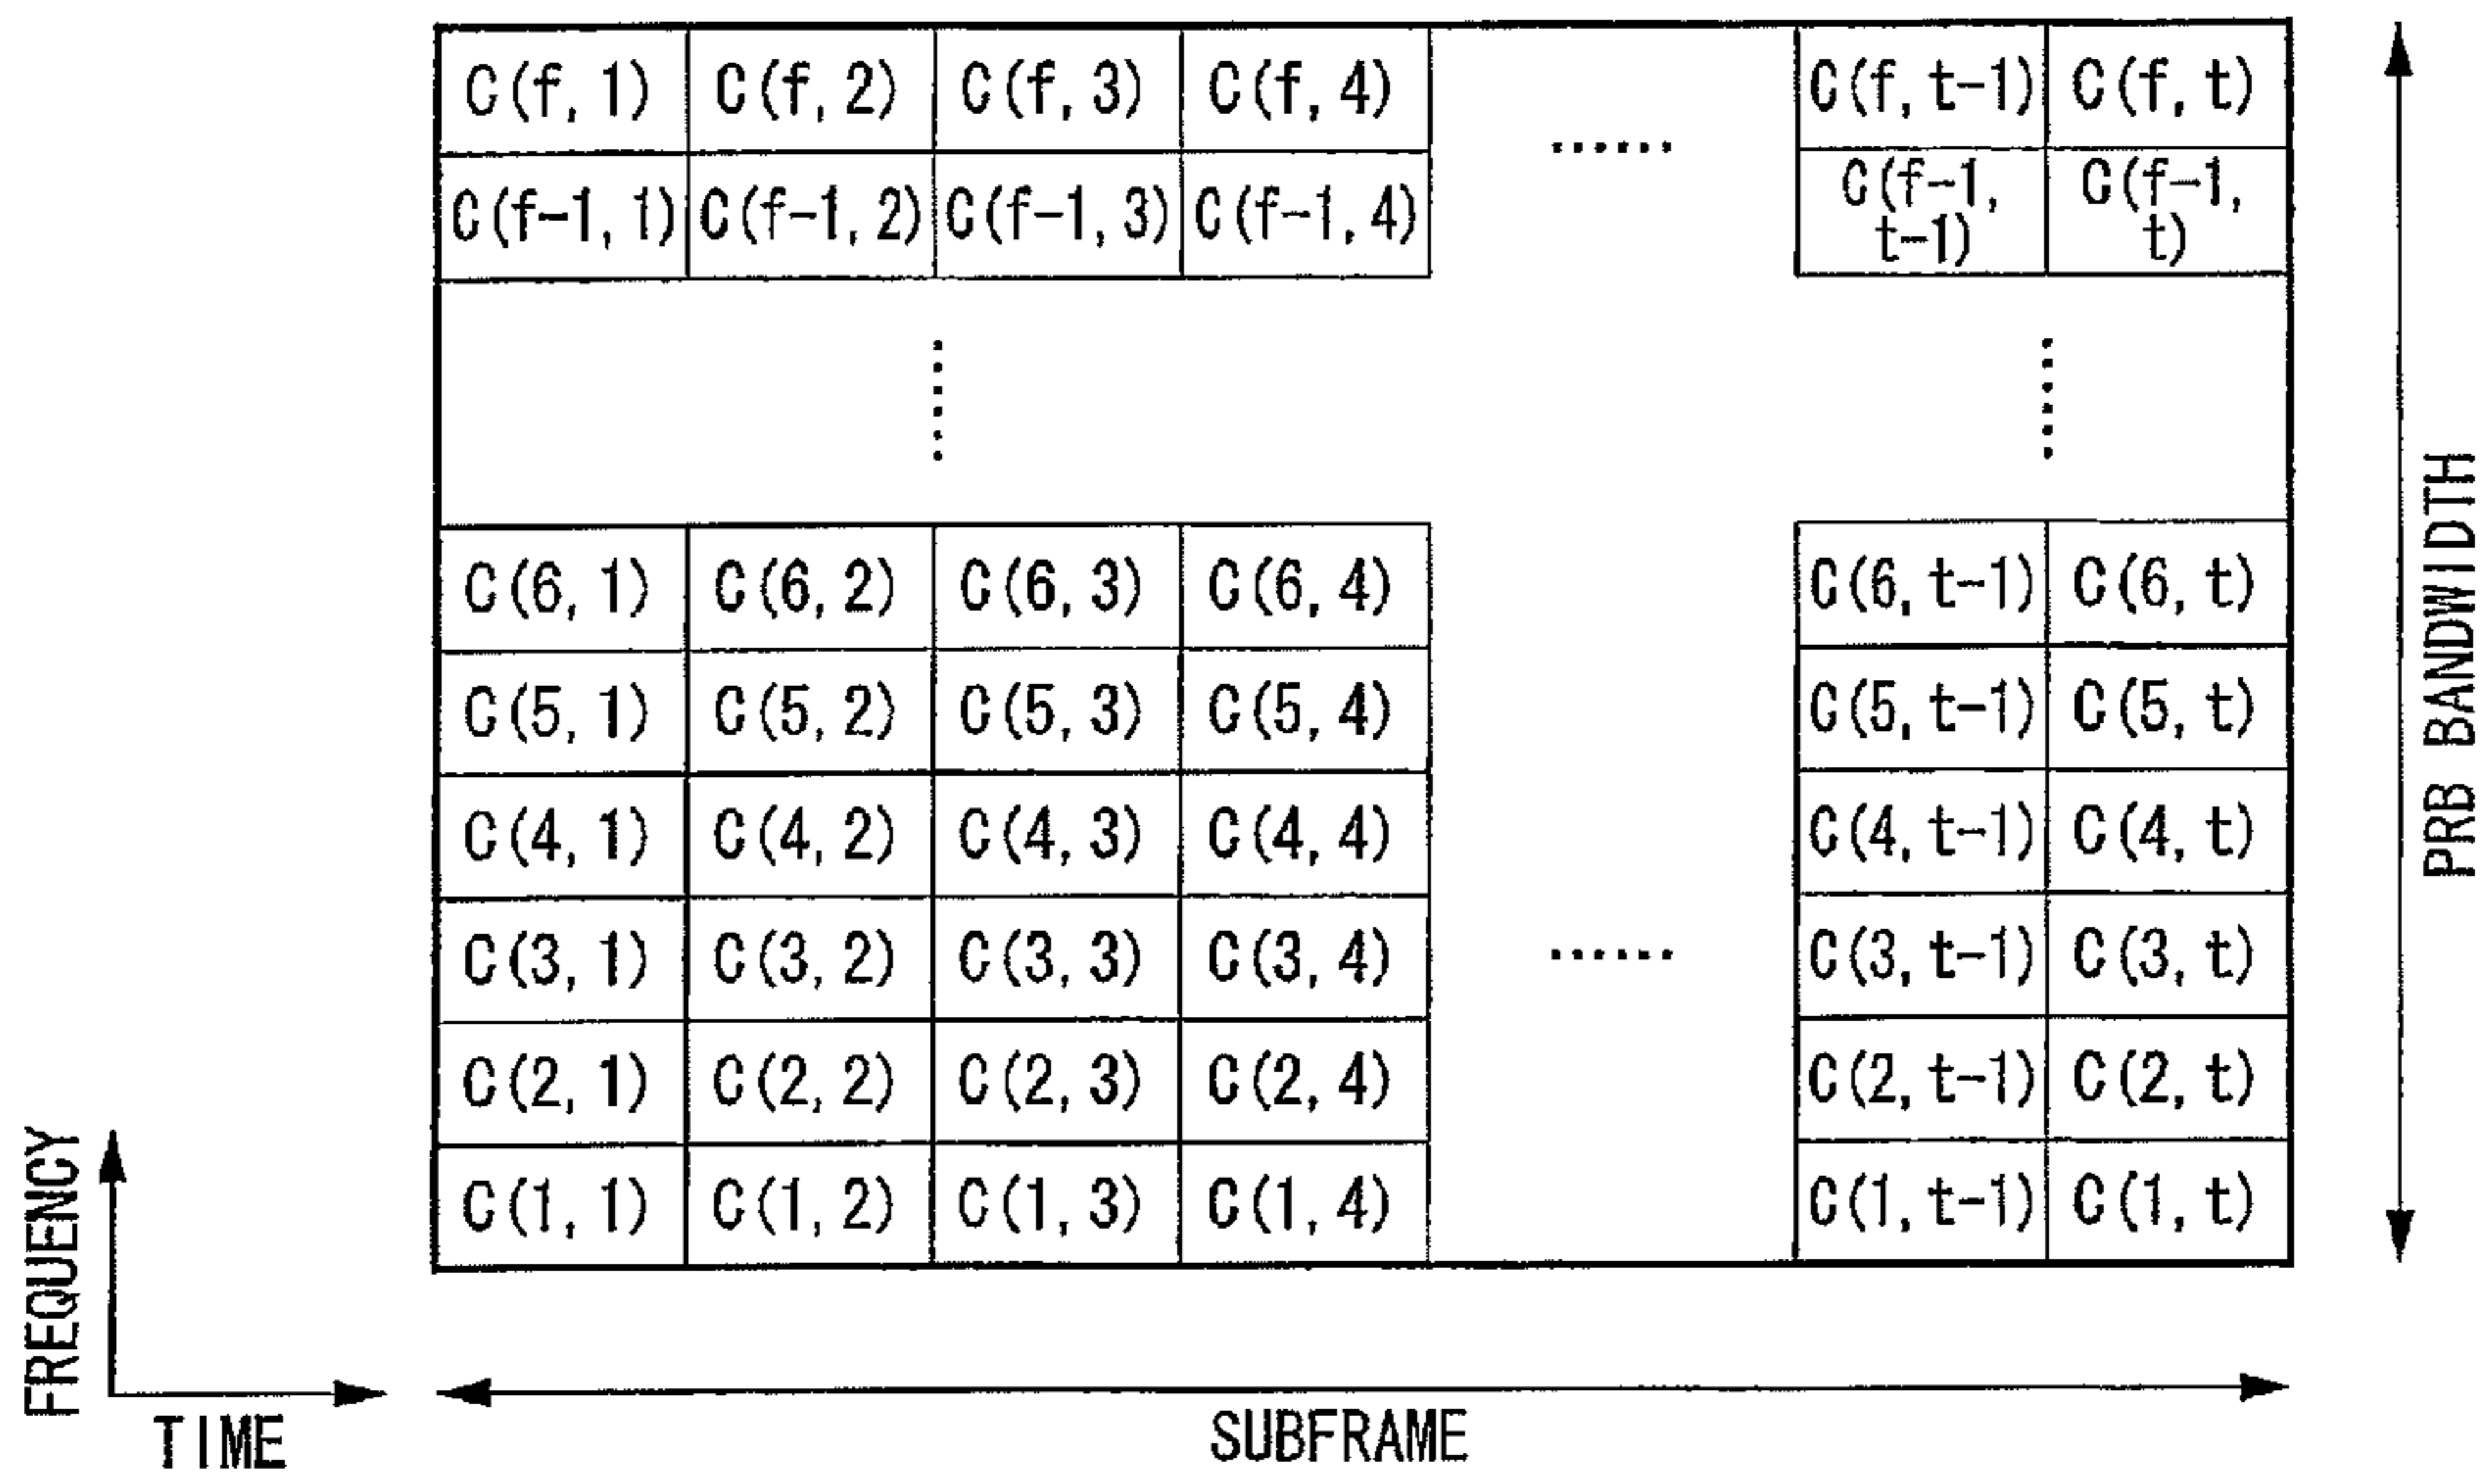 C(f, 1) C(f, 2) C(f, 3) C(f, 4) ...... C(f, t-1) C(f, t)
C(f-1, 1) C(f-1, 2) C(f-1, 3) C(f-1, 4) C(f-1, t-1) C(f-1, t)
C(6, 1) C(6, 2) C(6, 3) C(6, 4) C(6, t-1) C(6, t)
C(5, 1) C(5, 2) C(5, 3) C(5, 4) C(5, t-1) C(5, t)
C(4, 1) C(4, 2) C(4, 3) C(4, 4) C(4, t-1) C(4, t)
C(3, 1) C(3, 2) C(3, 3) C(3, 4) ...... C(3, t-1) C(3, t)
C(2, 1) C(2, 2) C(2, 3) C(2, 4) C(2, t-1) C(2, t)
C(1, 1) C(1, 2) C(1, 3) C(1, 4) C(1, t-1) C(1, t)
PRB BANDWIDTH
FREQUENCY
TIME
SUBFRAME